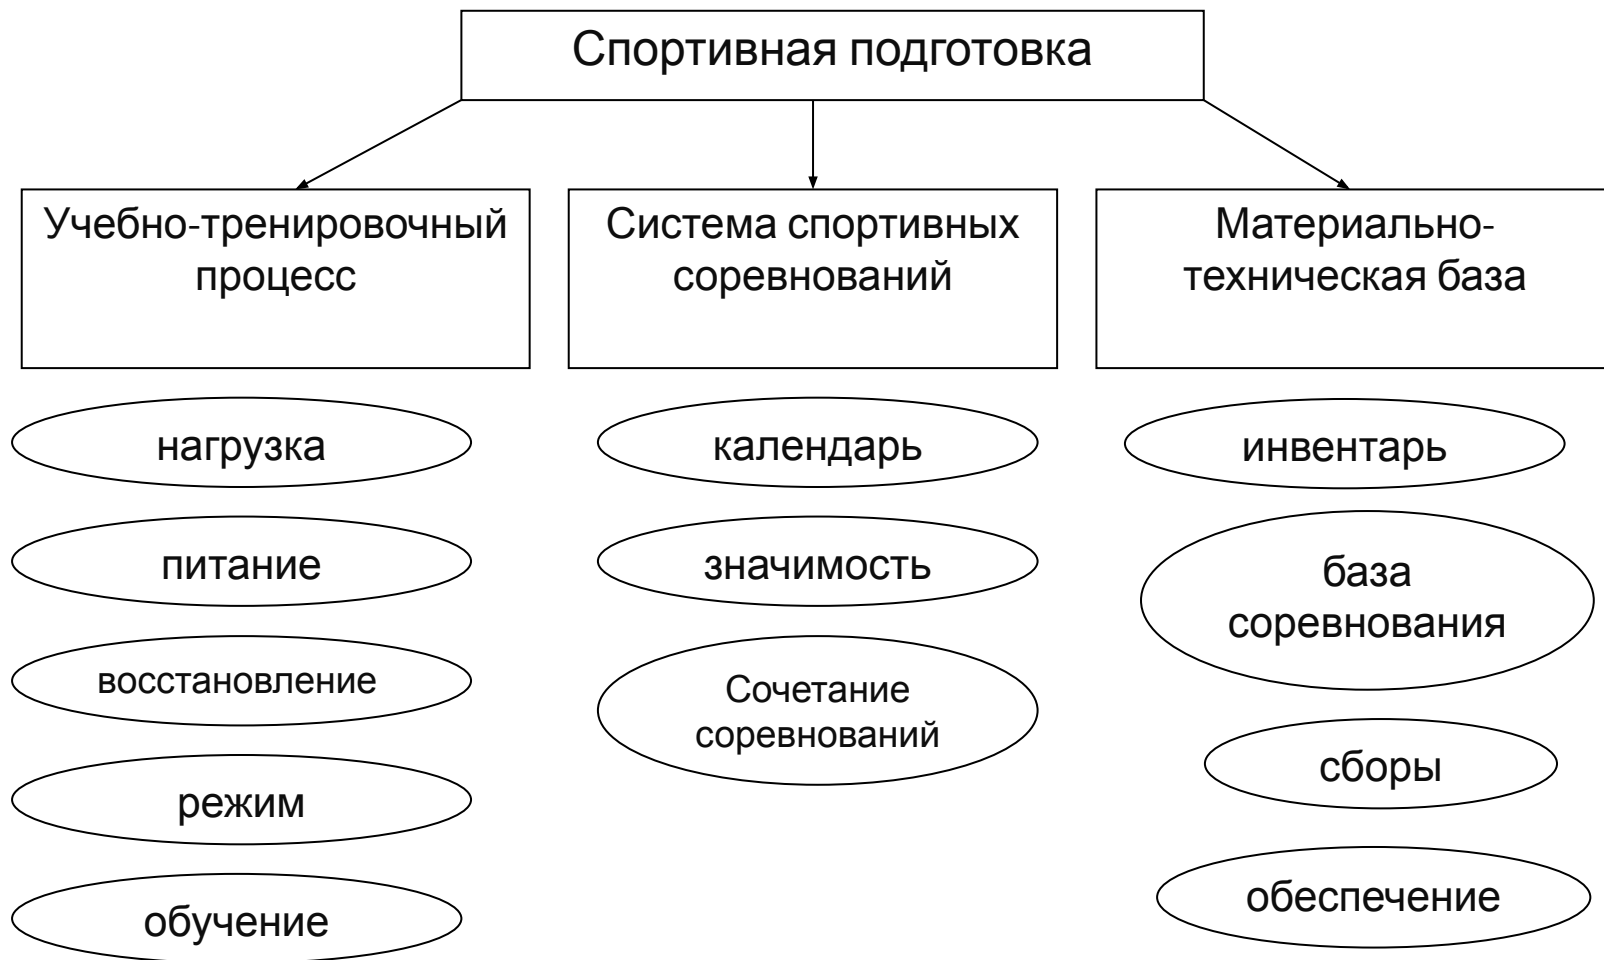 Спортивная подготовка
Учебно-тренировочный
процесс
Система спортивных
соревнований
Материально-
техническая база
нагрузка
питание
восстановление
режим
обучение
календарь
значимость
Сочетание
соревнований
инвентарь
база
соревнования
сборы
обеспечение